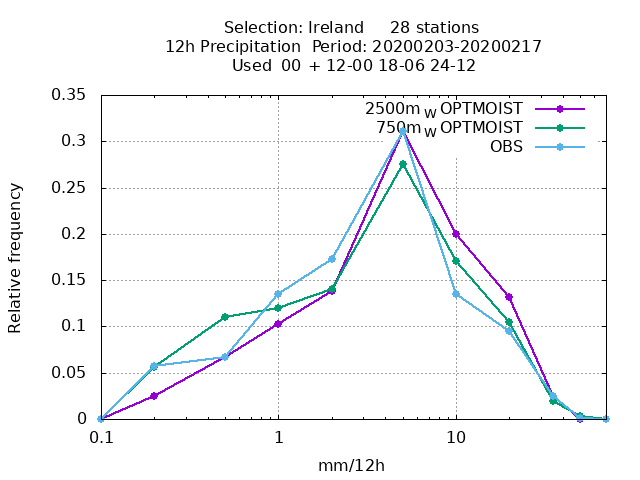 Selection: Ireland 28 stations
12h Precipitation Period: 20200203-20200217
Used 00 + 12-00 18-06 24-12
2500m W OPTMOIST
750m W OPTMOIST
OBS
Relative frequency
0.35
0.3
0.25
0.2
0.15
0.1
0.05
0
0.1 1 10
mm/12h